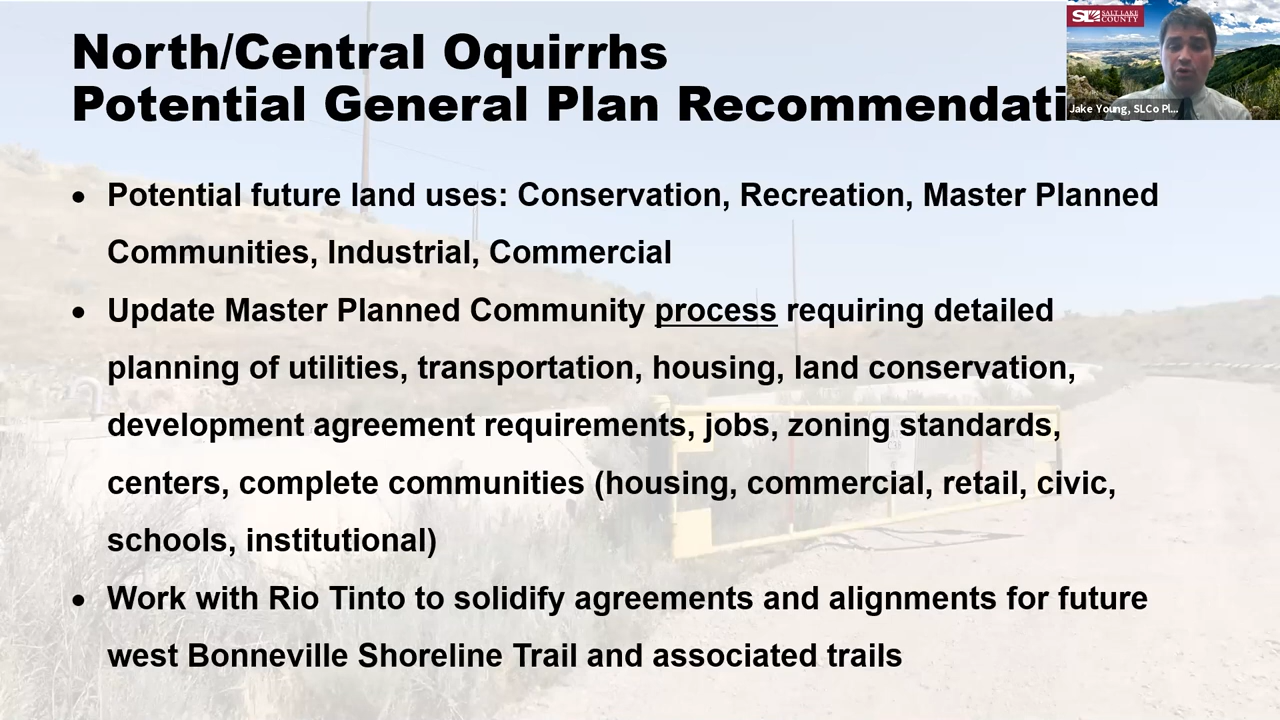 North/Central Oquirrhs
Potential General Plan
SL SALT LAKE
COUNTY
Jake Young, SLCo Pl...
• Potential future land uses: Conservation, Recreation, Master Planned
Communities, Industrial, Commercial
• Update Master Planned Community process requiring detailed
planning of utilities, transportation, housing, land conservation,
development agreement requirements, jobs, zoning standards,
centers, complete communities (housing, commercial, retail, civic,
schools, institutional)
• Work with Rio Tinto to solidify agreements and alignments for future
west Bonneville Shoreline Trail and associated trails